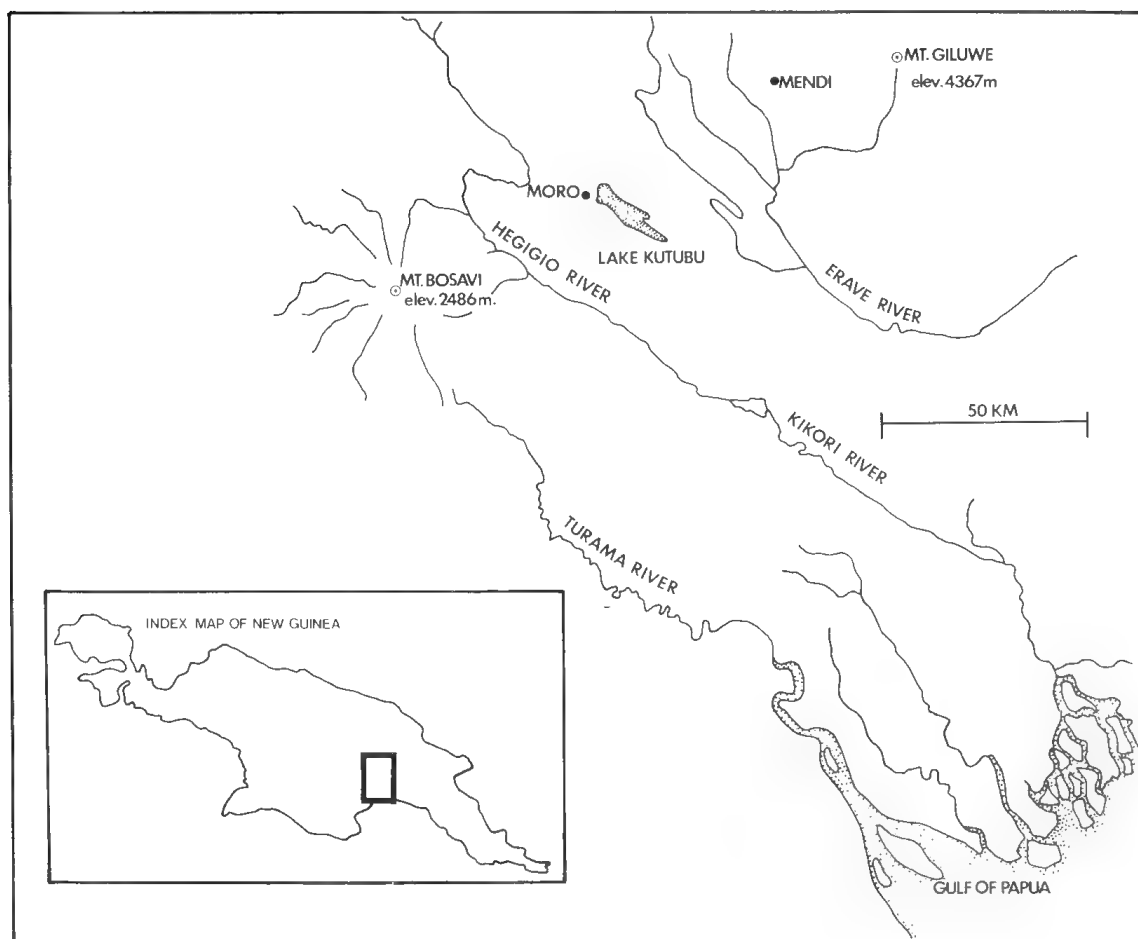 MT. GILUWE
elev. 4367m
MENDI
MORO
LAKE KUTUBU
HEGIGIO RIVER
MT. BOSAVI
elev. 2486m.
ERAVE RIVER
50 KM
KIKORI RIVER
TURAMA RIVER
INDEX MAP OF NEW GUINEA
GULF OF PAPUA